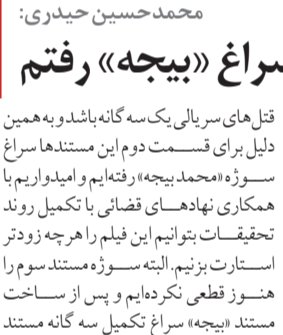 محمدحسین حیدری:
سراغ «بیجه» رفتم
قتل‌های سریالی یک سه گانه باشد و به همین
دلیل برای قسمت دوم این مستندها سراغ
سوژه «محمد بیجه» رفته‌ایم و امیدواریم با
همکاری نهادهای قضائی با تکمیل روند
تحقیقات بتوانیم این فیلم را هرچه زودتر
استارت بزنیم. البته سوژه مستند سوم را
هنوز قطعی نکرده‌ایم و پس از ساخت
مستند «بیجه» سراغ تکمیل سه گانه مستند